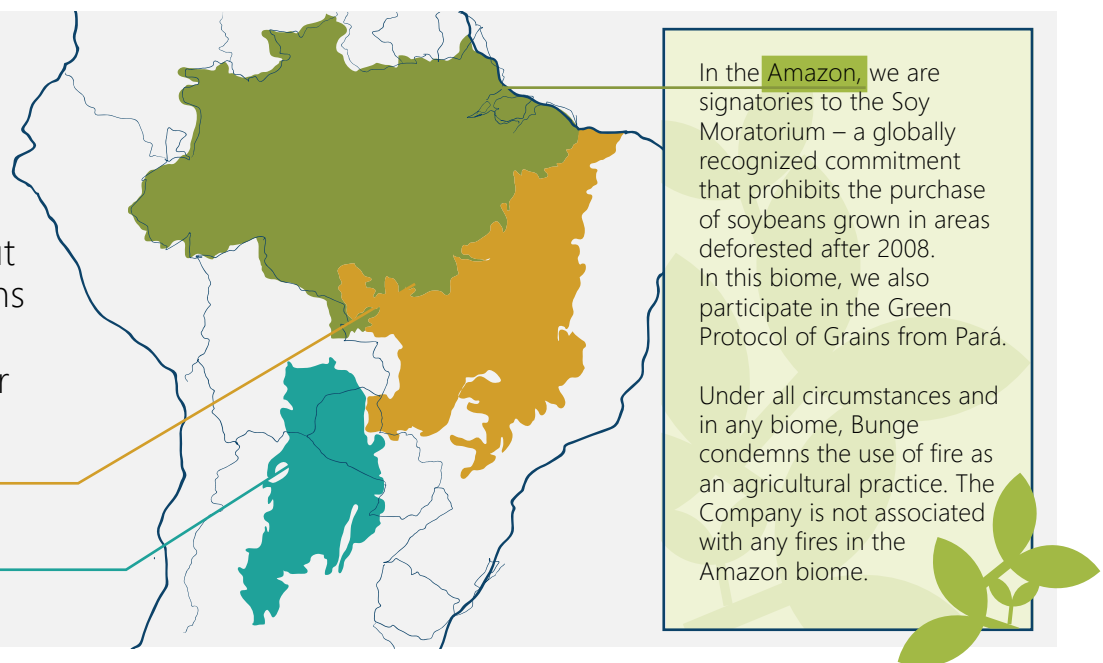 In the Amazon, we are
signatories to the Soy
Moratorium – a globally
recognized commitment
that prohibits the purchase
of soybeans grown in areas
deforested after 2008.
In this biome, we also
participate in the Green
Protocol of Grains from Pará.
Under all circumstances and
in any biome, Bunge
condemns the use of fire as
an agricultural practice. The
Company is not associated
with any fires in the
Amazon biome.